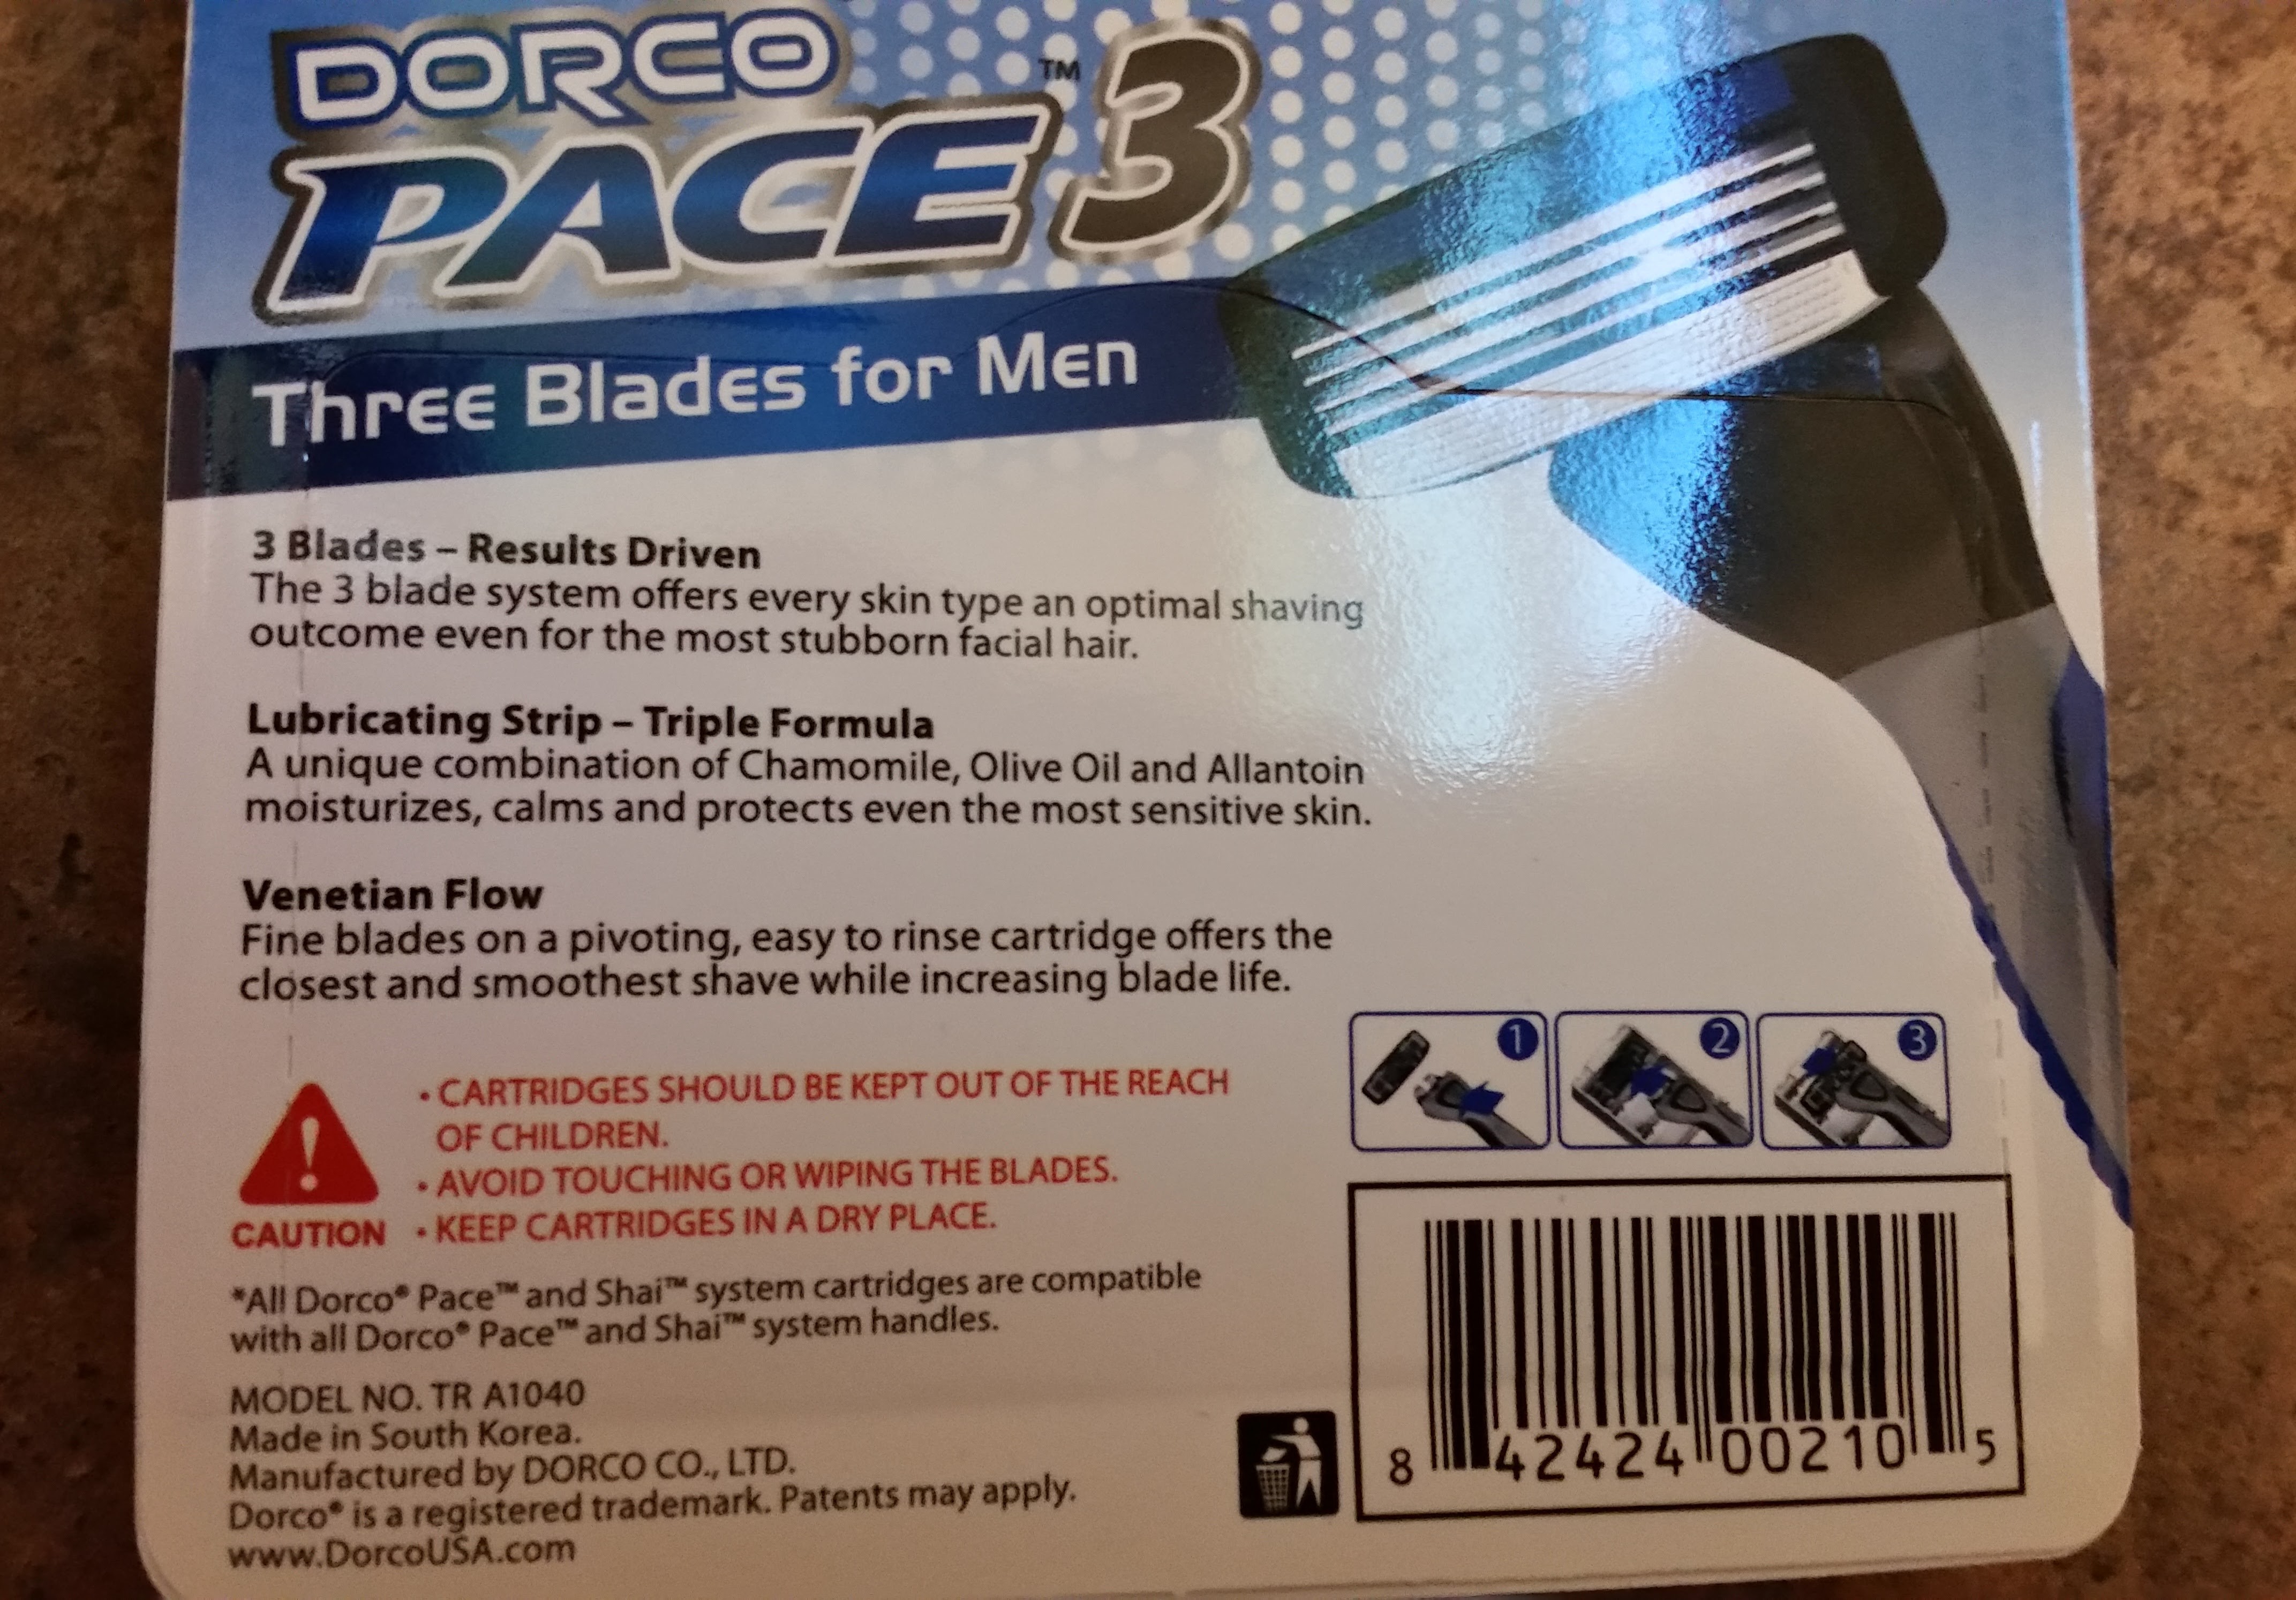 DORCO
PACE™ 3
Three Blades for Men
3 Blades – Results Driven
The 3 blade system offers every skin type an optimal shaving
outcome even for the most stubborn facial hair.
Lubricating Strip – Triple Formula
A unique combination of Chamomile, Olive Oil and Allantoin
moisturizes, calms and protects even the most sensitive skin.
Venetian Flow
Fine blades on a pivoting, easy to rinse cartridge offers the
closest and smoothest shave while increasing blade life.
1 2 3
• CARTRIDGES SHOULD BE KEPT OUT OF THE REACH
OF CHILDREN.
• AVOID TOUCHING OR WIPING THE BLADES.
• KEEP CARTRIDGES IN A DRY PLACE.
CAUTION
*All Dorco® Pace™ and Shai™ system cartridges are compatible
with all Dorco® Pace™ and Shai™ system handles.
MODEL NO. TR A1040
Made in South Korea.
Manufactured by DORCO CO., LTD.
Dorco® is a registered trademark. Patents may apply.
www.DorcoUSA.com
8 42424 00210 5